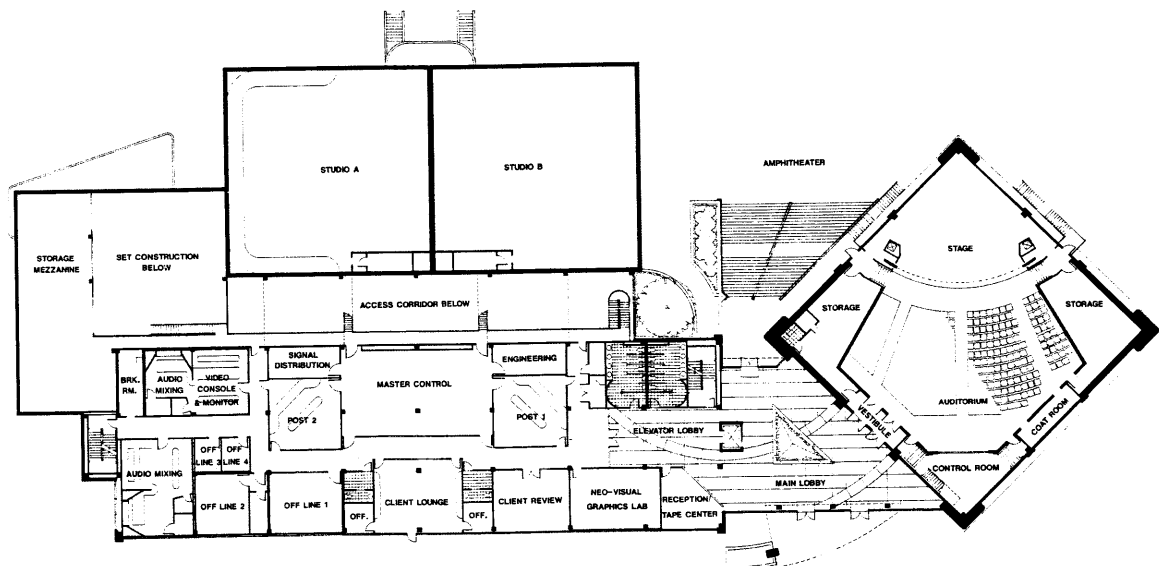 STUDIO A
STUDIO B
AMPHITHEATER
STORAGE
MEZZANINE
SET CONSTRUCTION
BELOW
STAGE
ACCESS CORRIDOR BELOW
STORAGE
STORAGE
SIGNAL
DISTRIBUTION
ENGINEERING
BRK.
RM.
AUDIO
MIXING
VIDEO
CONSOLE
& MONITOR
MASTER CONTROL
POST 2
POST 1
AUDITORIUM
VESTIBULE
COAT ROOM
ELEVATOR LOBBY
OFF
LINE 3
OFF
LINE 4
AUDIO MIXING
CONTROL ROOM
MAIN LOBBY
OFF LINE 2
OFF LINE 1
OFF.
CLIENT LOUNGE
OFF.
CLIENT REVIEW
NEO-VISUAL
GRAPHICS LAB
RECEPTION/
TAPE CENTER